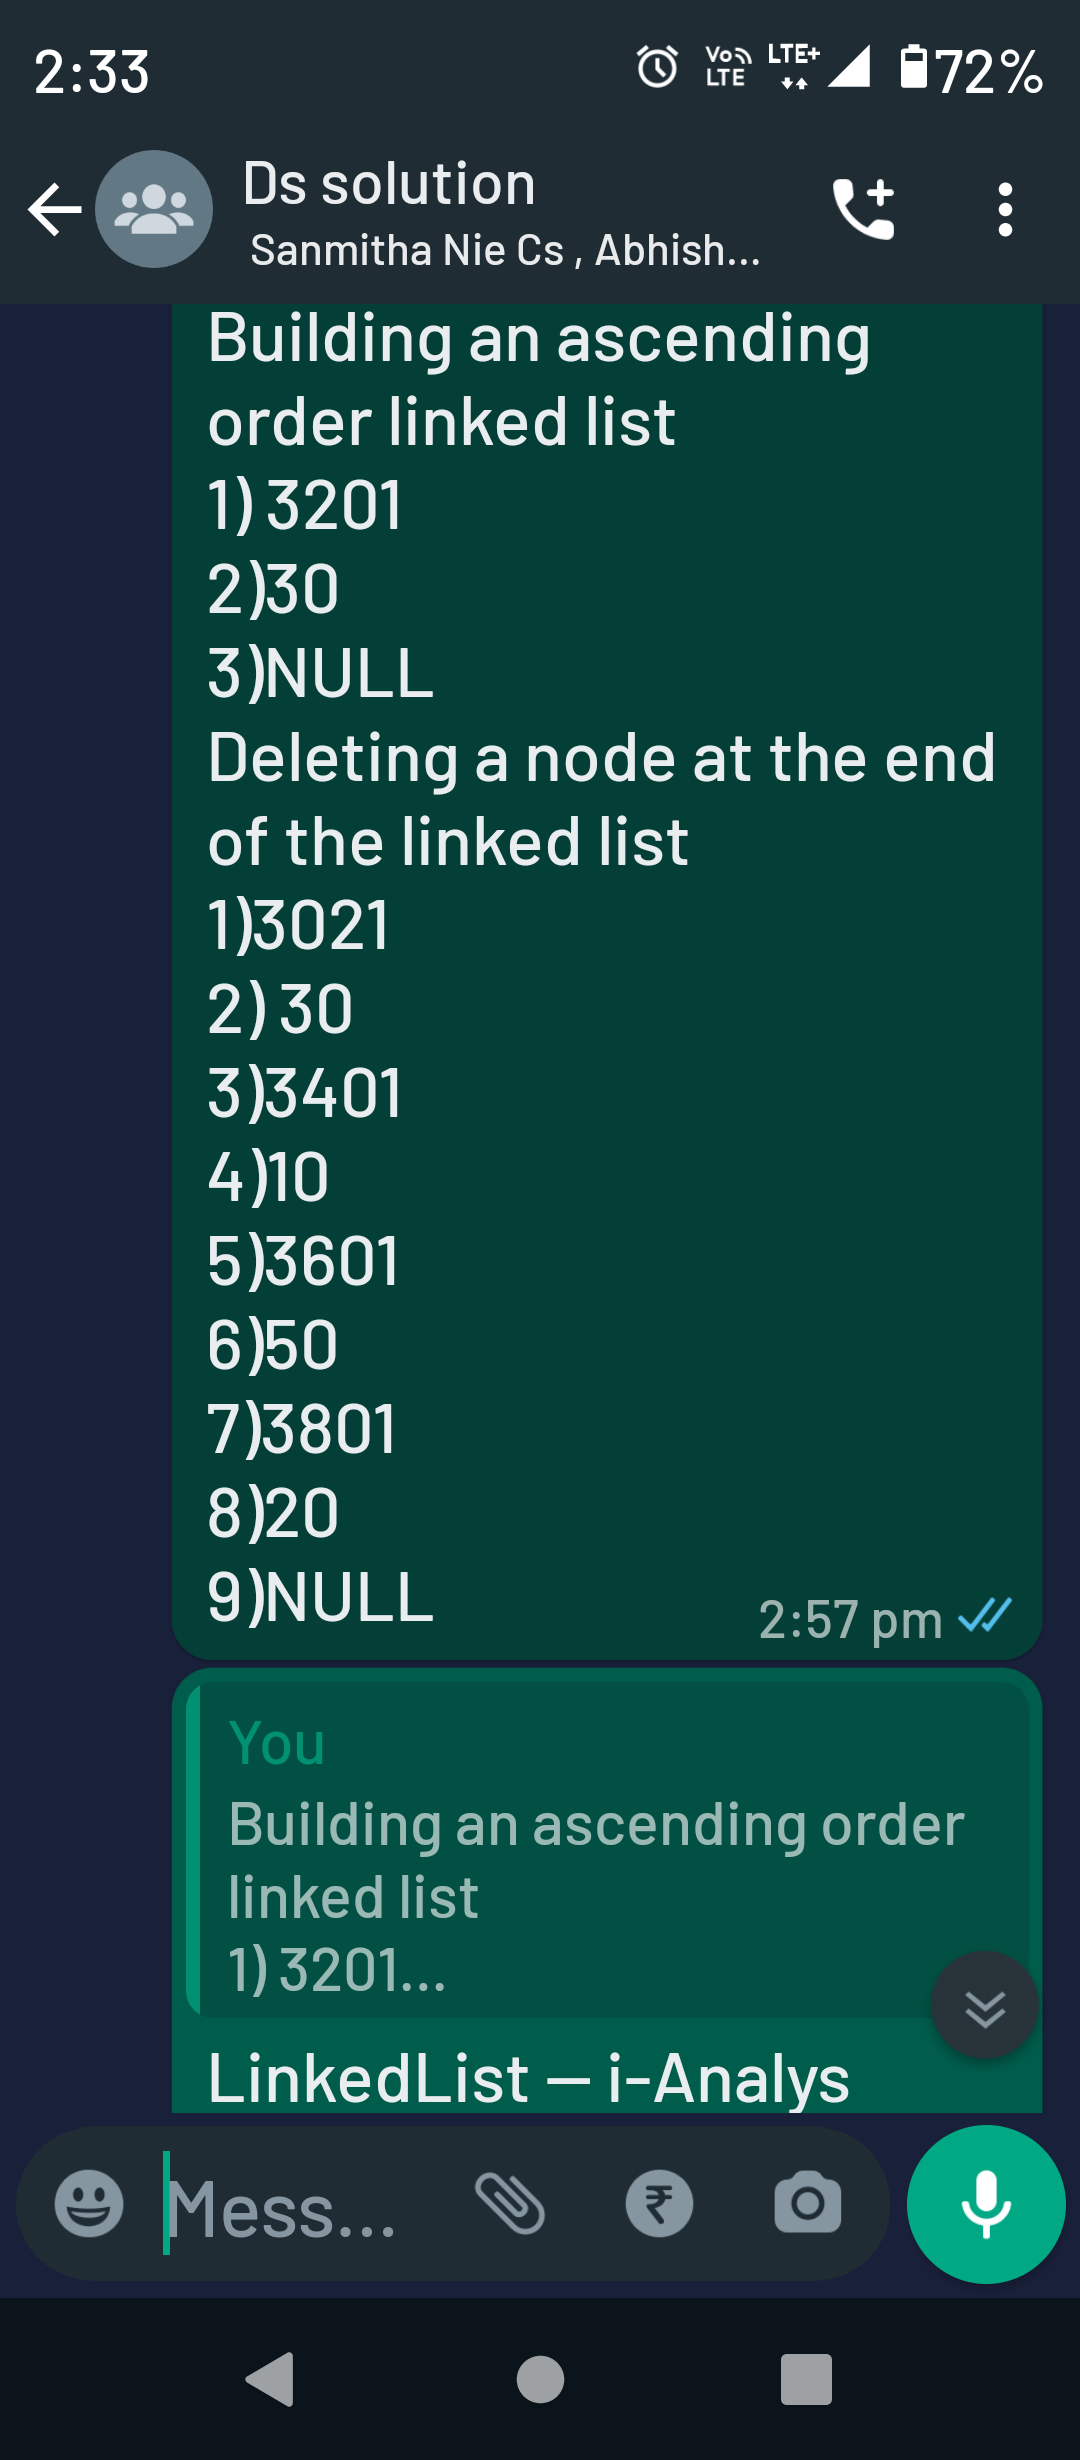 2:33
Vo LTE LTE+ 72%
Ds solution
Sanmitha Nie Cs , Abhish...
Building an ascending
order linked list
1) 3201
2)30
3)NULL
Deleting a node at the end
of the linked list
1)3021
2) 30
3)3401
4)10
5)3601
6)50
7)3801
8)20
9)NULL
2:57 pm
You
Building an ascending order
linked list
1) 3201...
LinkedList – i-Analys
Mess...